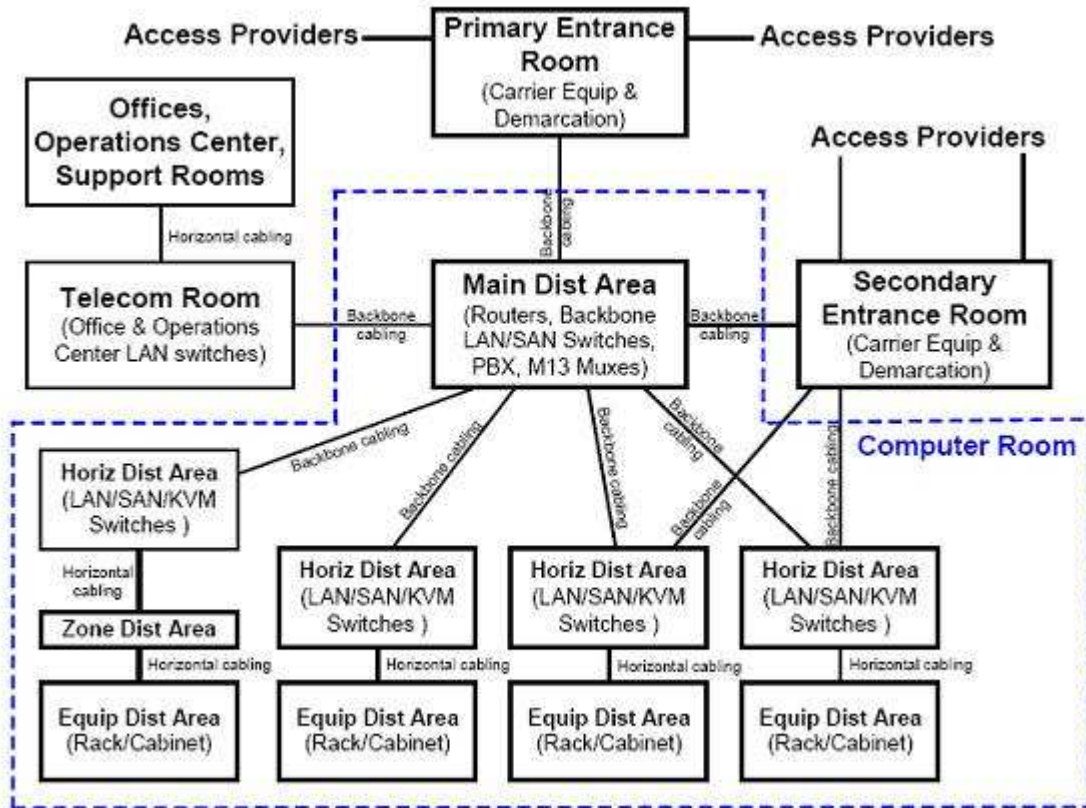 Access Providers
Primary Entrance
Room
(Carrier Equip &
Demarcation)
Access Providers
Offices,
Operations Center,
Support Rooms
Access Providers
Horizontal cabling
Backbone
cabling
Telecom Room
(Office & Operations
Center LAN switches)
Backbone
cabling
Main Dist Area
(Routers, Backbone
LAN/SAN Switches,
PBX, M13 Muxes)
Backbone
cabling
Secondary
Entrance Room
(Carrier Equip &
Demarcation)
Computer Room
Backbone cabling
Backbone cabling
Backbone cabling
Backbone
cabling
Backbone
cabling
Backbone cabling
Horiz Dist Area
(LAN/SAN/KVM
Switches )
Horizontal
cabling
Zone Dist Area
Horiz Dist Area
(LAN/SAN/KVM
Switches )
Horiz Dist Area
(LAN/SAN/KVM
Switches )
Horiz Dist Area
(LAN/SAN/KVM
Switches )
Horizontal cabling
Horizontal cabling
Horizontal cabling
Horizontal cabling
Equip Dist Area
(Rack/Cabinet)
Equip Dist Area
(Rack/Cabinet)
Equip Dist Area
(Rack/Cabinet)
Equip Dist Area
(Rack/Cabinet)